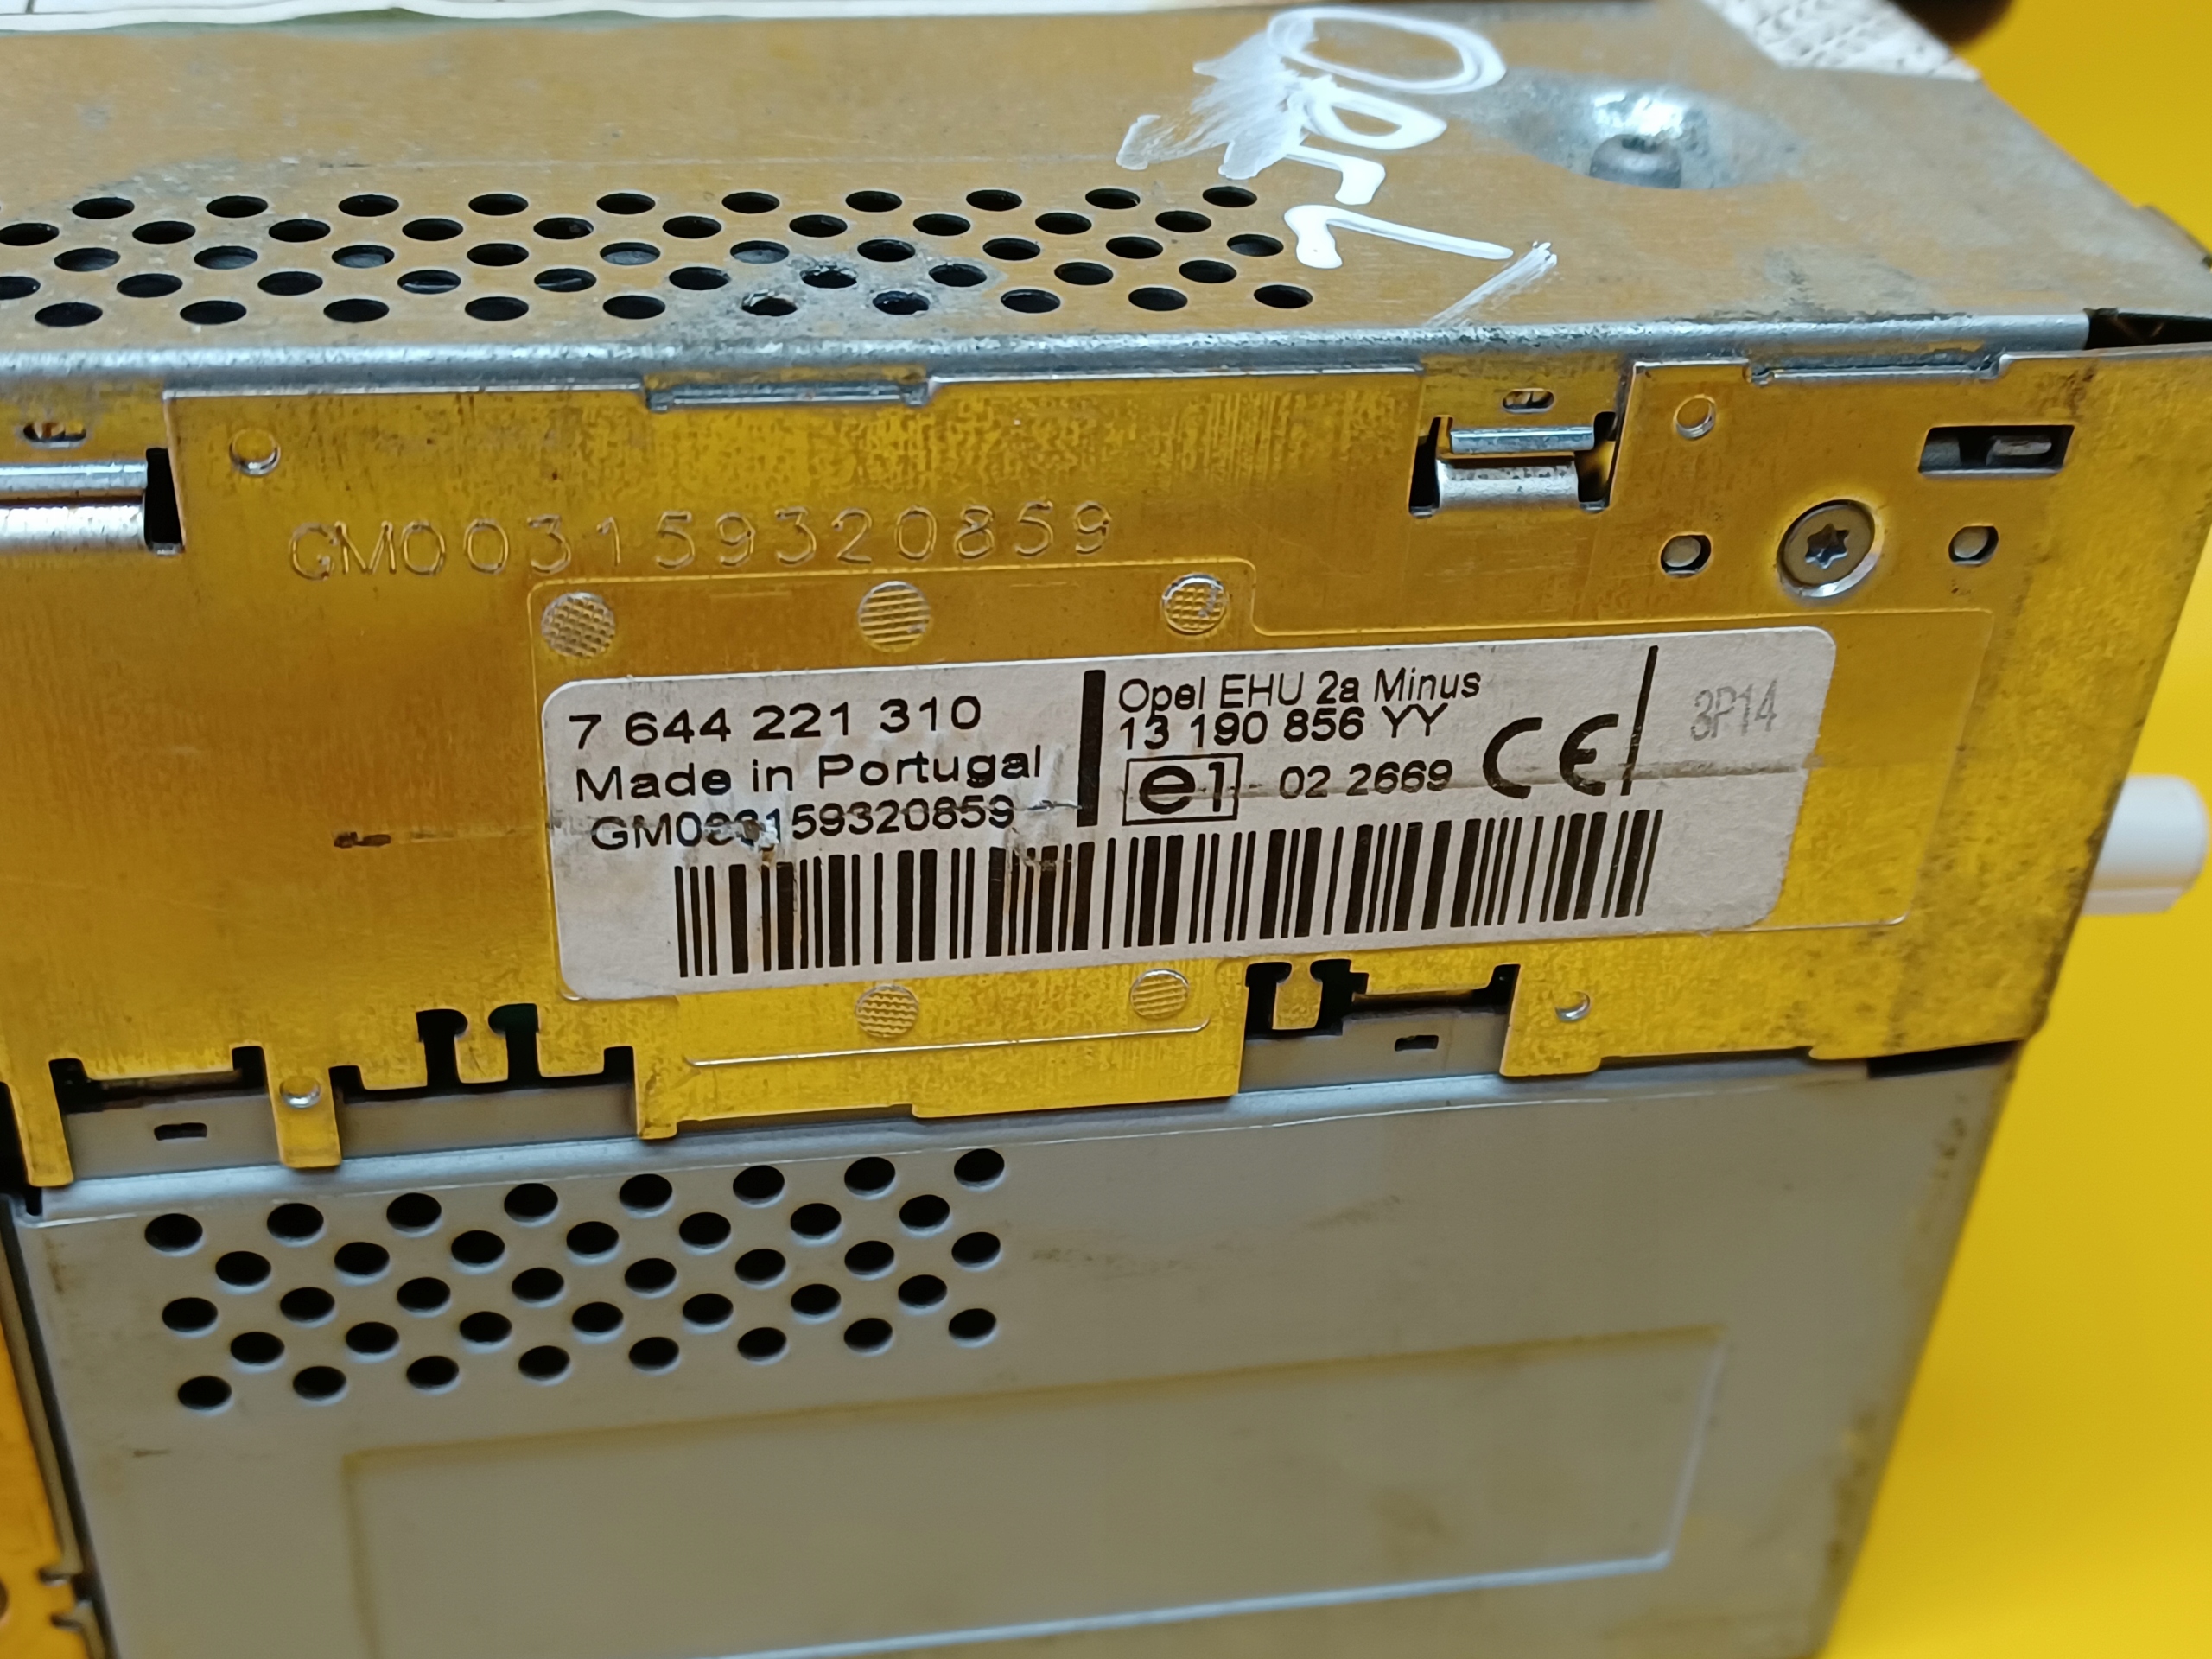 OPEL
GM003159320859
7 644 221 310
Made in Portugal
GM003159320859
Opel EHU 2a Minus
13 190 856 YY
e1 02 2669 CE
3P14